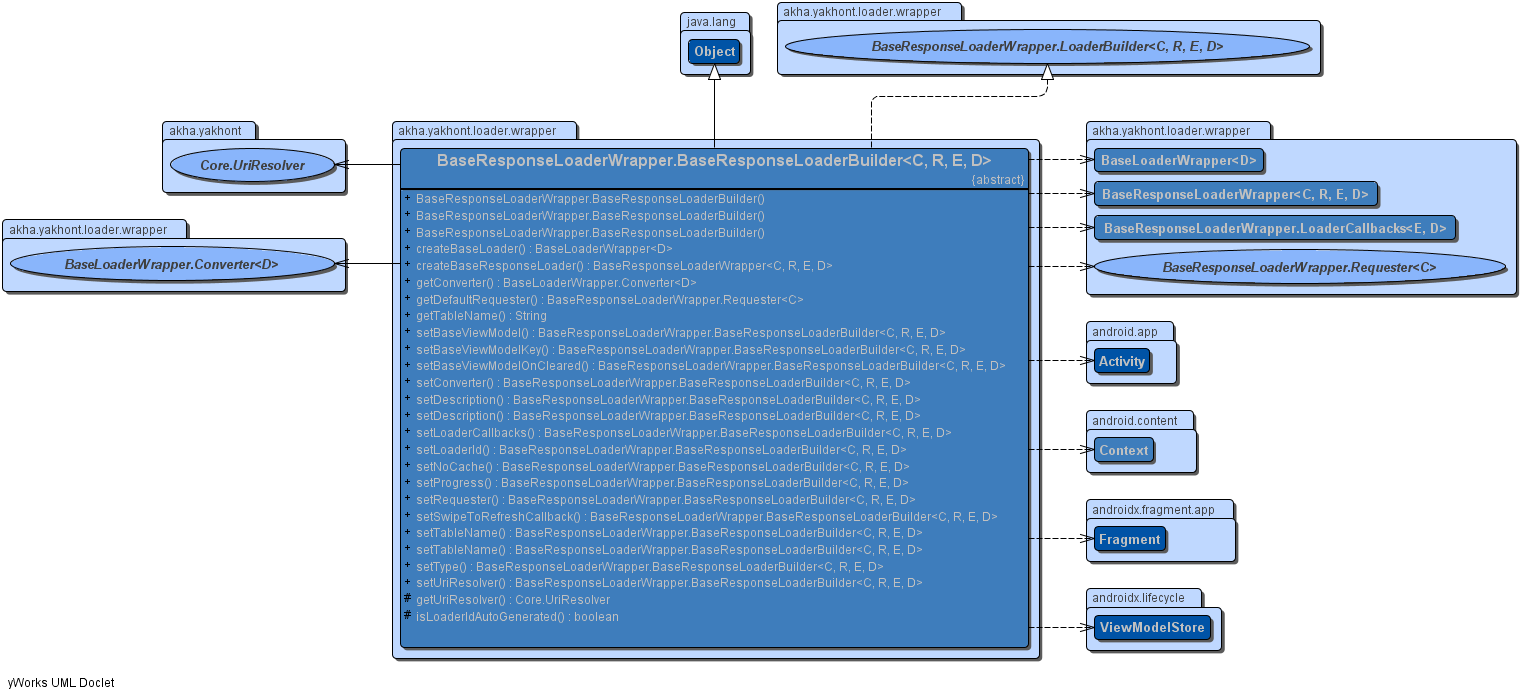 java.lang
Object
akha.yakhont.loader.wrapper
BaseResponseLoaderWrapper.LoaderBuilder<C, R, E, D>
akha.yakhont
Core.UriResolver
akha.yakhont.loader.wrapper
BaseLoaderWrapper.Converter<D>
akha.yakhont.loader.wrapper
BaseResponseLoaderWrapper.BaseResponseLoaderBuilder<C, R, E, D>
{abstract}
+ BaseResponseLoaderWrapper.BaseResponseLoaderBuilder()
+ BaseResponseLoaderWrapper.BaseResponseLoaderBuilder()
+ BaseResponseLoaderWrapper.BaseResponseLoaderBuilder()
+ createBaseLoader() : BaseLoaderWrapper<D>
+ createBaseResponseLoader() : BaseResponseLoaderWrapper<C, R, E, D>
+ getConverter() : BaseLoaderWrapper.Converter<D>
+ getDefaultRequester() : BaseResponseLoaderWrapper.Requester<C>
+ getTableName() : String
+ setBaseViewModel() : BaseResponseLoaderWrapper.BaseResponseLoaderBuilder<C, R, E, D>
+ setBaseViewModelKey() : BaseResponseLoaderWrapper.BaseResponseLoaderBuilder<C, R, E, D>
+ setBaseViewModelOnCleared() : BaseResponseLoaderWrapper.BaseResponseLoaderBuilder<C, R, E, D>
+ setConverter() : BaseResponseLoaderWrapper.BaseResponseLoaderBuilder<C, R, E, D>
+ setDescription() : BaseResponseLoaderWrapper.BaseResponseLoaderBuilder<C, R, E, D>
+ setDescription() : BaseResponseLoaderWrapper.BaseResponseLoaderBuilder<C, R, E, D>
+ setLoaderCallbacks() : BaseResponseLoaderWrapper.BaseResponseLoaderBuilder<C, R, E, D>
+ setLoaderId() : BaseResponseLoaderWrapper.BaseResponseLoaderBuilder<C, R, E, D>
+ setNoCache() : BaseResponseLoaderWrapper.BaseResponseLoaderBuilder<C, R, E, D>
+ setProgress() : BaseResponseLoaderWrapper.BaseResponseLoaderBuilder<C, R, E, D>
+ setRequester() : BaseResponseLoaderWrapper.BaseResponseLoaderBuilder<C, R, E, D>
+ setSwipeToRefreshCallback() : BaseResponseLoaderWrapper.BaseResponseLoaderBuilder<C, R, E, D>
+ setTableName() : BaseResponseLoaderWrapper.BaseResponseLoaderBuilder<C, R, E, D>
+ setTableName() : BaseResponseLoaderWrapper.BaseResponseLoaderBuilder<C, R, E, D>
+ setType() : BaseResponseLoaderWrapper.BaseResponseLoaderBuilder<C, R, E, D>
+ setUriResolver() : BaseResponseLoaderWrapper.BaseResponseLoaderBuilder<C, R, E, D>
# getUriResolver() : Core.UriResolver
# isLoaderIdAutoGenerated() : boolean
akha.yakhont.loader.wrapper
BaseLoaderWrapper<D>
BaseResponseLoaderWrapper<C, R, E, D>
BaseResponseLoaderWrapper.LoaderCallbacks<E, D>
BaseResponseLoaderWrapper.Requester<C>
android.app
Activity
android.content
Context
androidx.fragment.app
Fragment
androidx.lifecycle
ViewModelStore
yWorks UML Doclet